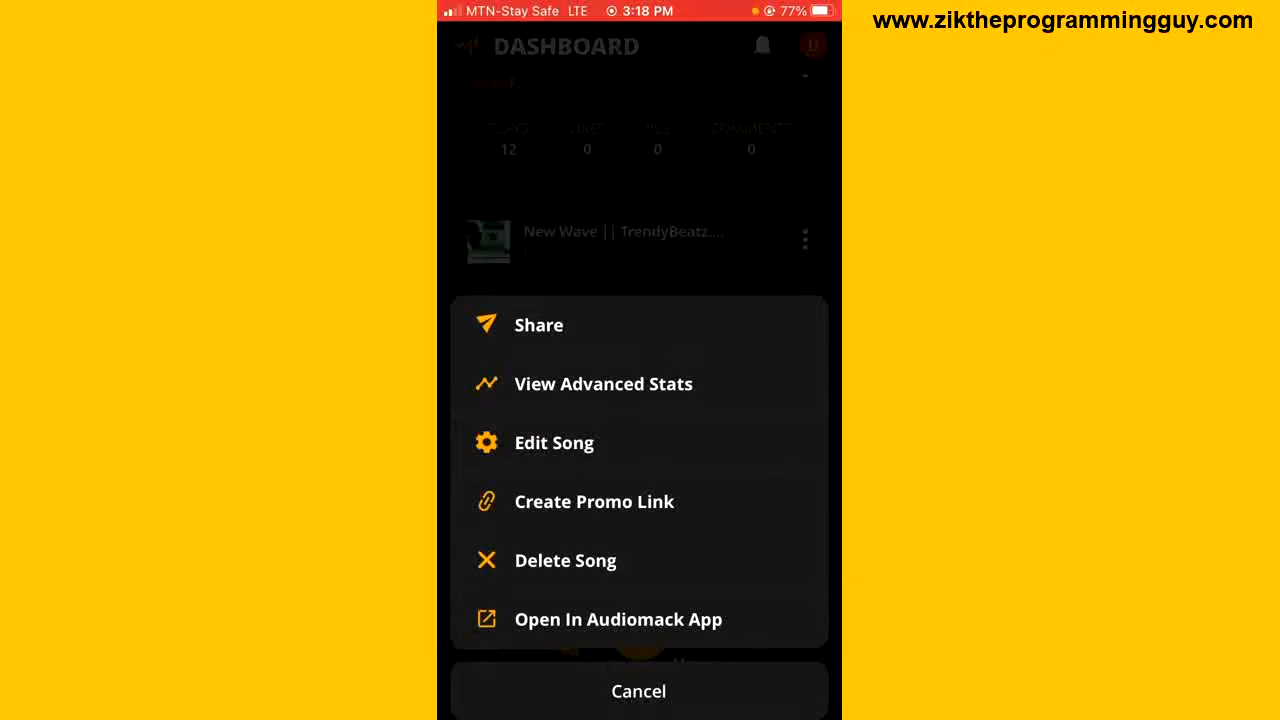 MTN-Stay Safe LTE 3:18 PM 77%
www.ziktheprogrammingguy.com
DASHBOARD
U
PLAYS
12 0 0 0
New Wave || TrendyBeatz....
Share
View Advanced Stats
Edit Song
Create Promo Link
Delete Song
Open In Audiomack App
Cancel